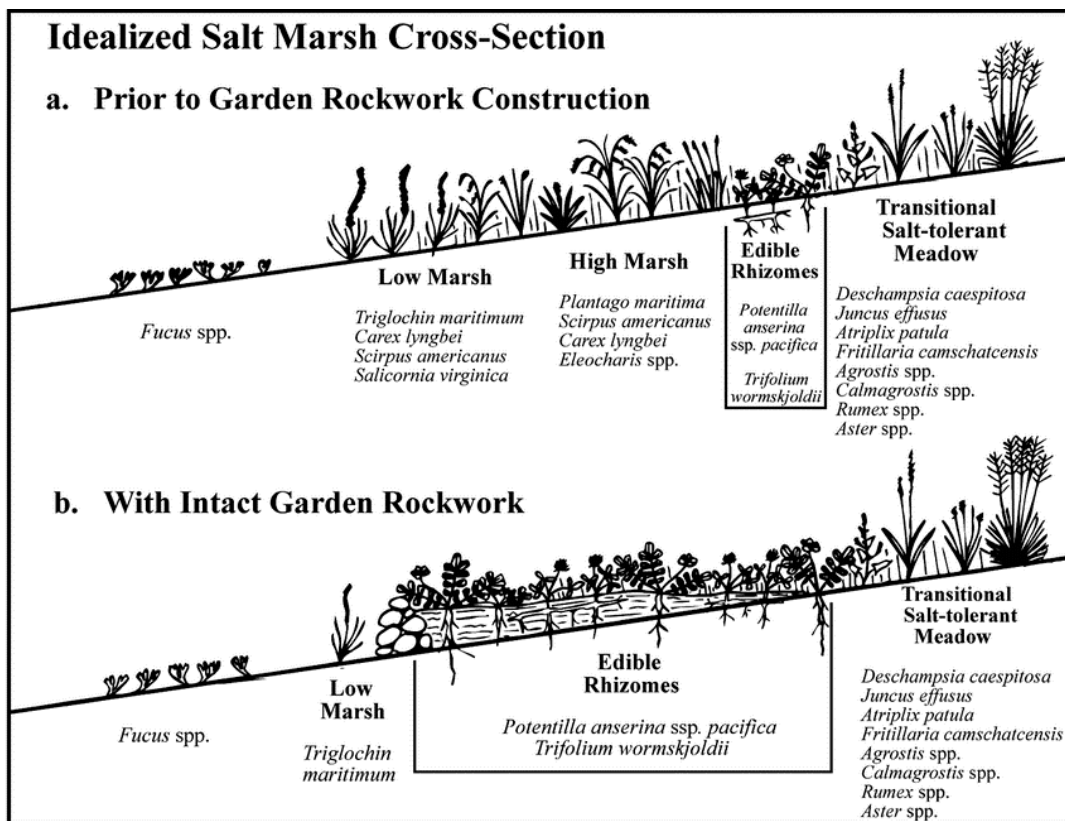 Idealized Salt Marsh Cross-Section
a. Prior to Garden Rockwork Construction
Fucus spp.
Low Marsh
Triglochin maritimum
Carex lyngbei
Scirpus americanus
Salicornia virginica
High Marsh
Plantago maritima
Scirpus americanus
Carex lyngbei
Eleocharis spp.
Edible
Rhizomes
Potentilla
anserina
ssp. pacifica
Trifolium
wormskjoldii
Transitional
Salt-tolerant
Meadow
Deschampsia caespitosa
Juncus effusus
Atriplix patula
Fritillaria camschatcensis
Agrostis spp.
Calmagrostis spp.
Rumex spp.
Aster spp.
b. With Intact Garden Rockwork
Fucus spp.
Low
Marsh
Triglochin
maritimum
Edible
Rhizomes
Potentilla anserina ssp. pacifica
Trifolium wormskjoldii
Transitional
Salt-tolerant
Meadow
Deschampsia caespitosa
Juncus effusus
Atriplix patula
Fritillaria camschatcensis
Agrostis spp.
Calmagrostis spp.
Rumex spp.
Aster spp.